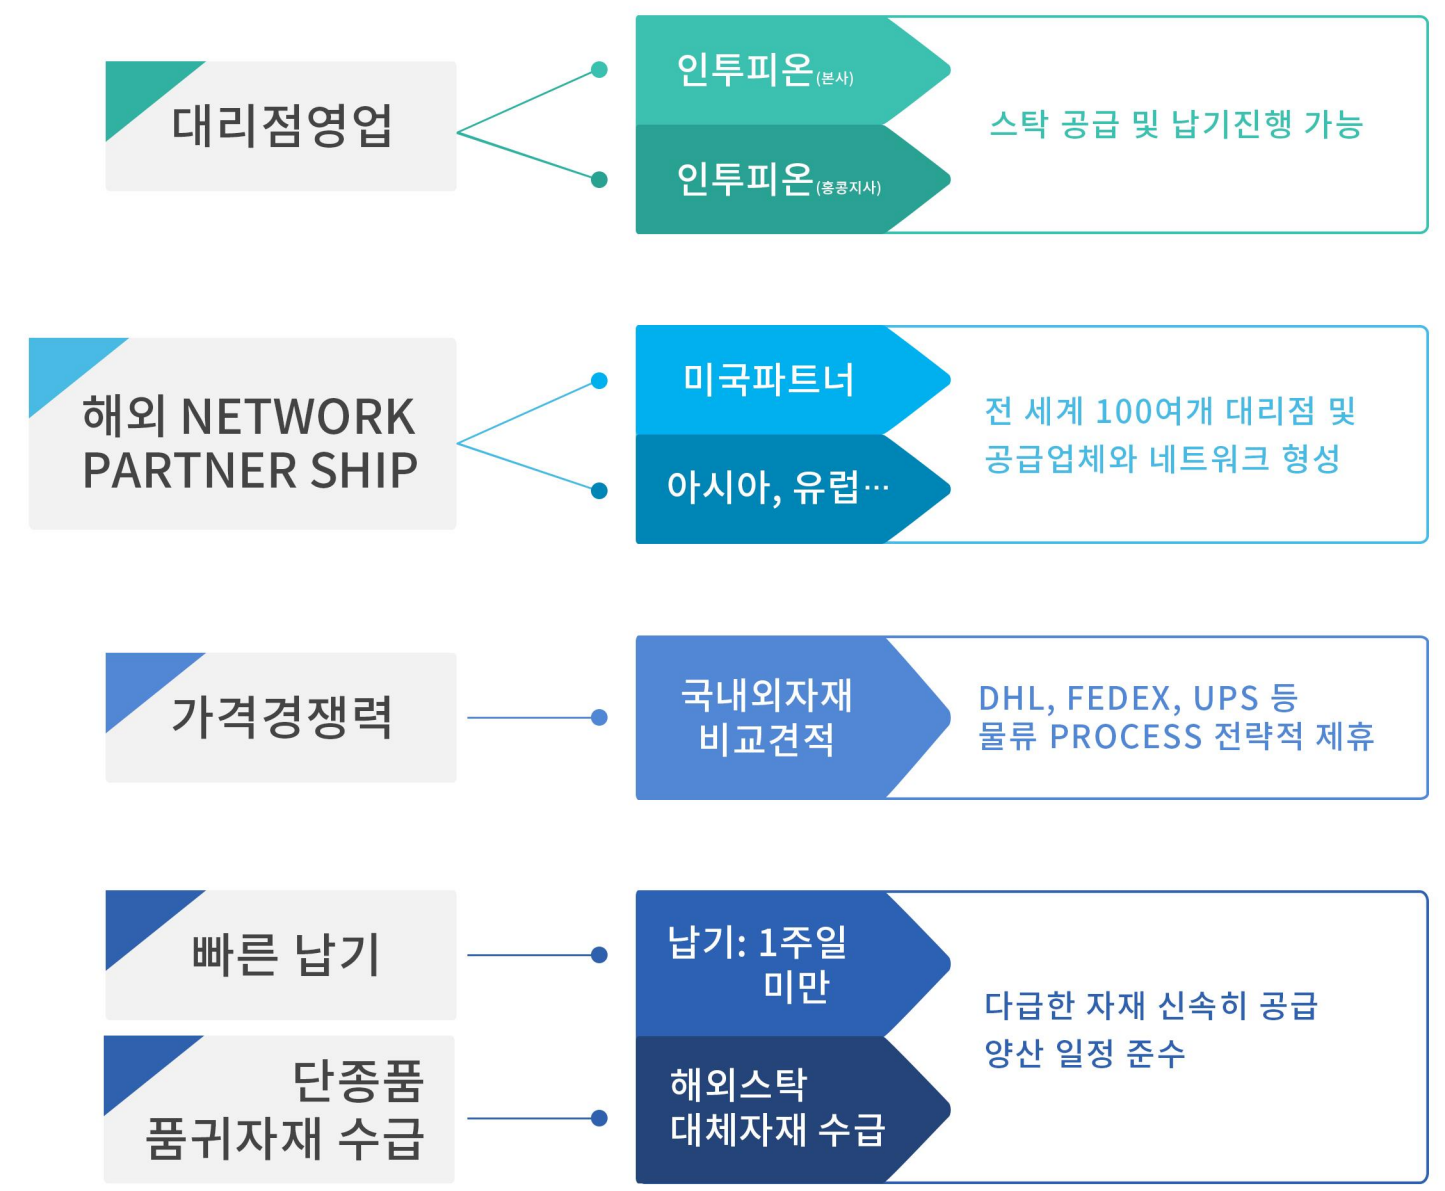 대리점영업
인투피온(본사)
인투피온(홍콩지사)
스탁 공급 및 납기진행 가능
해외 NETWORK
PARTNER SHIP
미국파트너
아시아, 유럽…
전 세계 100여개 대리점 및
공급업체와 네트워크 형성
가격경쟁력
국내외자재
비교견적
DHL, FEDEX, UPS 등
물류 PROCESS 전략적 제휴
빠른 납기
납기: 1주일
미만
단종품
품귀자재 수급
해외스탁
대체자재 수급
다급한 자재 신속히 공급
양산 일정 준수